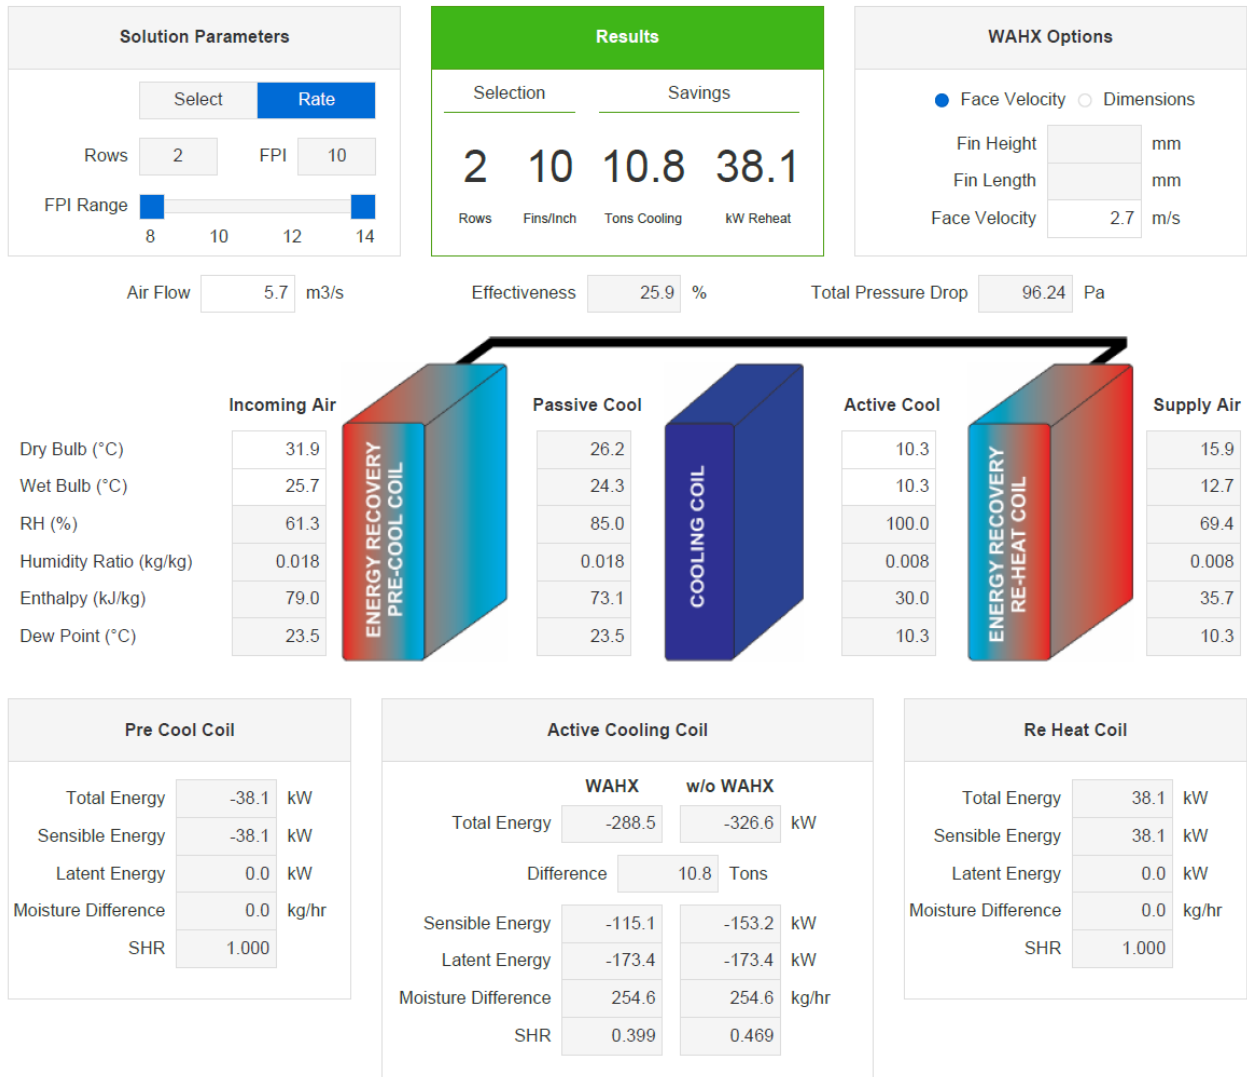 Solution Parameters
Select Rate
Rows 2 FPI 10
FPI Range
8 10 12 14
Results
Selection Savings
2 10 10.8 38.1
Rows Fins/Inch Tons Cooling kW Reheat
WAHX Options
Face Velocity Dimensions
Fin Height mm
Fin Length mm
Face Velocity 2.7 m/s
Air Flow 5.7 m3/s Effectiveness 25.9 % Total Pressure Drop 96.24 Pa
Incoming Air Passive Cool Active Cool Supply Air
Dry Bulb (°C) 31.9 26.2 10.3 15.9
Wet Bulb (°C) 25.7 24.3 10.3 12.7
RH (%) 61.3 85.0 100.0 69.4
Humidity Ratio (kg/kg) 0.018 0.018 0.008 0.008
Enthalpy (kJ/kg) 79.0 73.1 30.0 35.7
Dew Point (°C) 23.5 23.5 10.3 10.3
ENERGY RECOVERY
PRE-COOL COIL
COOLING COIL
ENERGY RECOVERY
RE-HEAT COIL
Pre Cool Coil
Total Energy -38.1 kW
Sensible Energy -38.1 kW
Latent Energy 0.0 kW
Moisture Difference 0.0 kg/hr
SHR 1.000
Active Cooling Coil
WAHX w/o WAHX
Total Energy -288.5 -326.6 kW
Difference 10.8 Tons
Sensible Energy -115.1 -153.2 kW
Latent Energy -173.4 -173.4 kW
Moisture Difference 254.6 254.6 kg/hr
SHR 0.399 0.469
Re Heat Coil
Total Energy 38.1 kW
Sensible Energy 38.1 kW
Latent Energy 0.0 kW
Moisture Difference 0.0 kg/hr
SHR 1.000